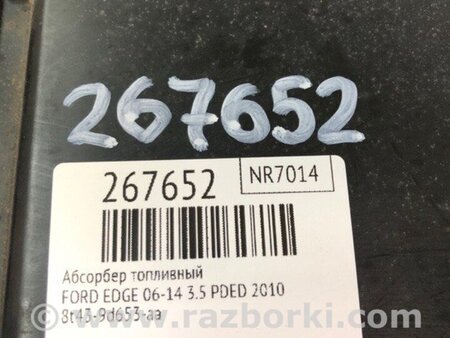 267652
267652
NR7014
Абсорбер топливный
FORD EDGE 06-14 3.5 PDED 2010
8t43-9d653-aa
www.razborki.com